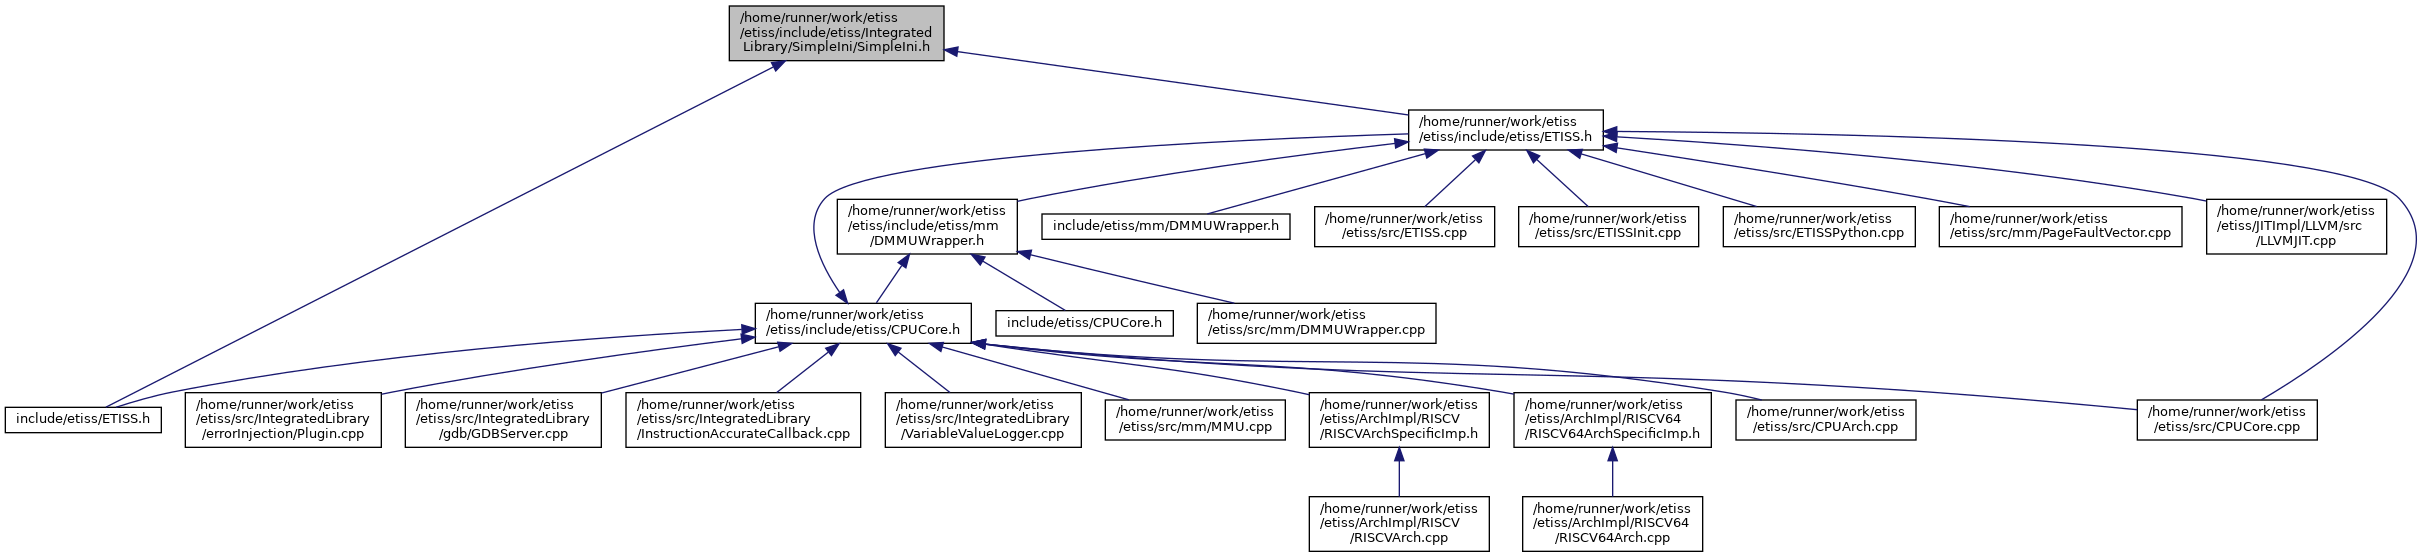 /home/runner/work/etiss
/etiss/include/etiss/Integrated
Library/SimpleIni/SimpleIni.h
/home/runner/work/etiss
/etiss/include/etiss/ETISS.h
/home/runner/work/etiss
/etiss/include/etiss/mm
/DMMUWrapper.h
include/etiss/mm/DMMUWrapper.h
/home/runner/work/etiss
/etiss/src/ETISS.cpp
/home/runner/work/etiss
/etiss/src/ETISSInit.cpp
/home/runner/work/etiss
/etiss/src/ETISSPython.cpp
/home/runner/work/etiss
/etiss/src/mm/PageFaultVector.cpp
/home/runner/work/etiss
/etiss/JITImpl/LLVM/src
/LLVMJIT.cpp
/home/runner/work/etiss
/etiss/include/etiss/CPUCore.h
include/etiss/CPUCore.h
/home/runner/work/etiss
/etiss/src/mm/DMMUWrapper.cpp
include/etiss/ETISS.h
/home/runner/work/etiss
/etiss/src/IntegratedLibrary
/errorInjection/Plugin.cpp
/home/runner/work/etiss
/etiss/src/IntegratedLibrary
/gdb/GDBServer.cpp
/home/runner/work/etiss
/etiss/src/IntegratedLibrary
/InstructionAccurateCallback.cpp
/home/runner/work/etiss
/etiss/src/IntegratedLibrary
/VariableValueLogger.cpp
/home/runner/work/etiss
/etiss/src/mm/MMU.cpp
/home/runner/work/etiss
/etiss/ArchImpl/RISCV
/RISCVArchSpecificImp.h
/home/runner/work/etiss
/etiss/ArchImpl/RISCV64
/RISCV64ArchSpecificImp.h
/home/runner/work/etiss
/etiss/src/CPUArch.cpp
/home/runner/work/etiss
/etiss/src/CPUCore.cpp
/home/runner/work/etiss
/etiss/ArchImpl/RISCV
/RISCVArch.cpp
/home/runner/work/etiss
/etiss/ArchImpl/RISCV64
/RISCV64Arch.cpp